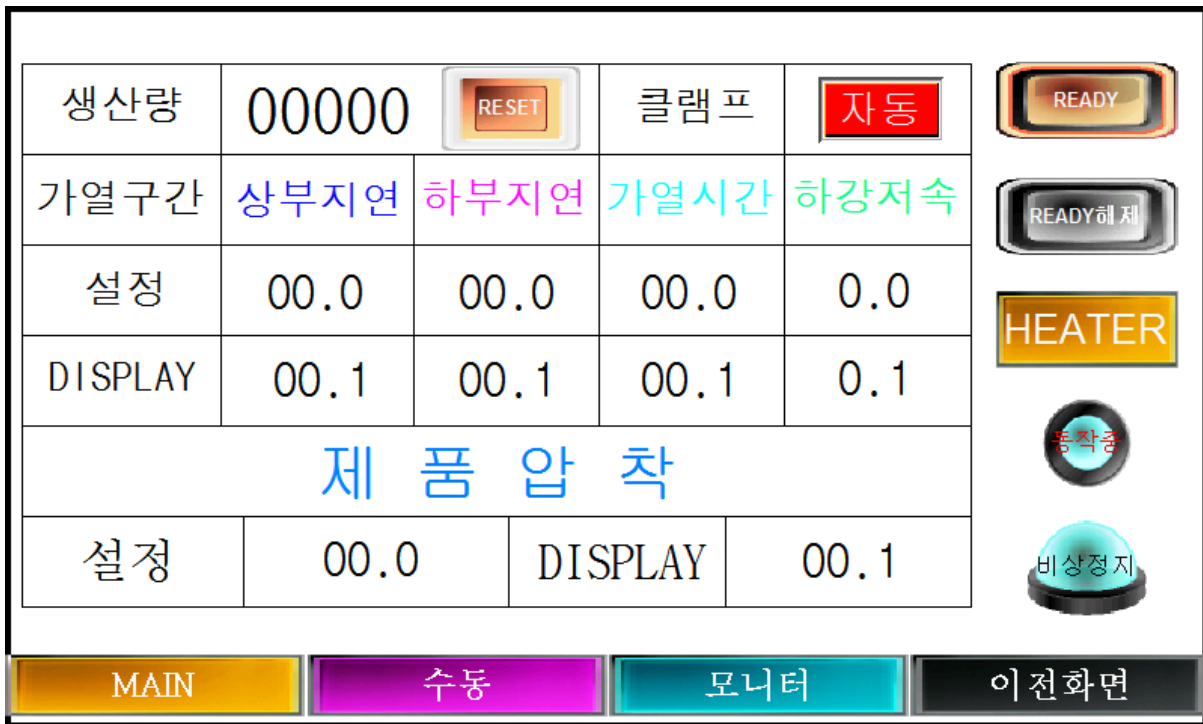 생산량 00000 RESET 클램프 자동 READY
가열구간 상부지연 하부지연 가열시간 하강저속 READY해제
설정 00.0 00.0 00.0 0.0
HEATER
DISPLAY 00.1 00.1 00.1 0.1
제 품 압 착 동작중
설정 00.0 DISPLAY 00.1 비상정지
MAIN 수동 모니터 이전화면